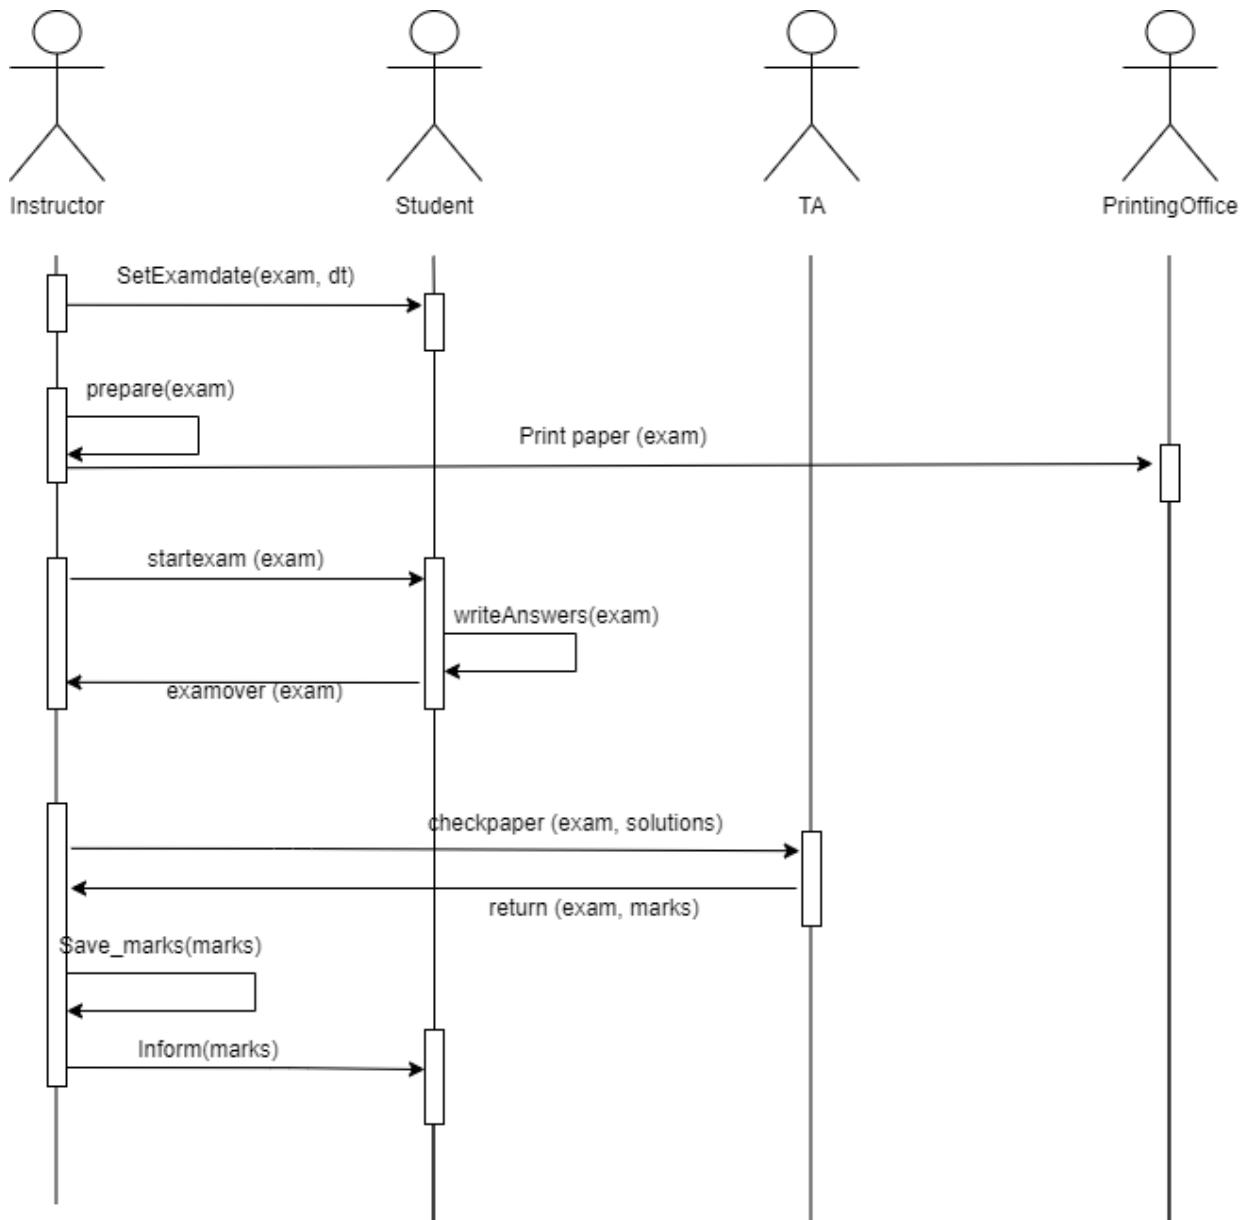 Instructor
Student
TA
PrintingOffice
SetExamdate(exam, dt)
prepare(exam)
Print paper (exam)
startexam (exam)
writeAnswers(exam)
examover (exam)
checkpaper (exam, solutions)
return (exam, marks)
Save_marks(marks)
Inform(marks)